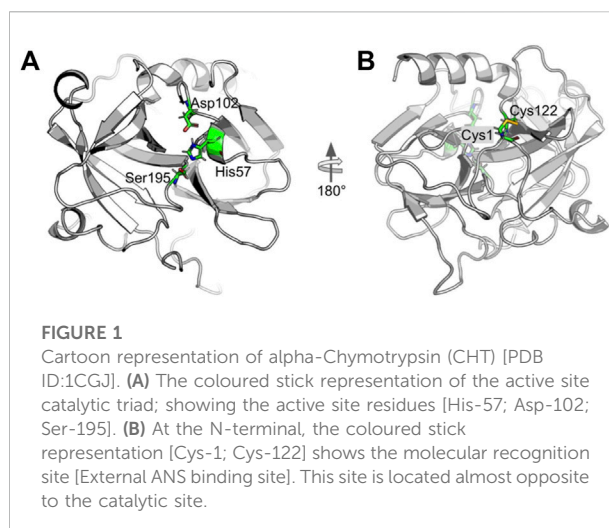 A
B
Asp102
Cys122
Cys1
Ser195
His57
180°
FIGURE 1
Cartoon representation of alpha-Chymotrypsin (CHT) [PDB
ID:1CGJ]. (A) The coloured stick representation of the active site
catalytic triad; showing the active site residues [His-57; Asp-102;
Ser-195]. (B) At the N-terminal, the coloured stick
representation [Cys-1; Cys-122] shows the molecular recognition
site [External ANS binding site]. This site is located almost opposite
to the catalytic site.